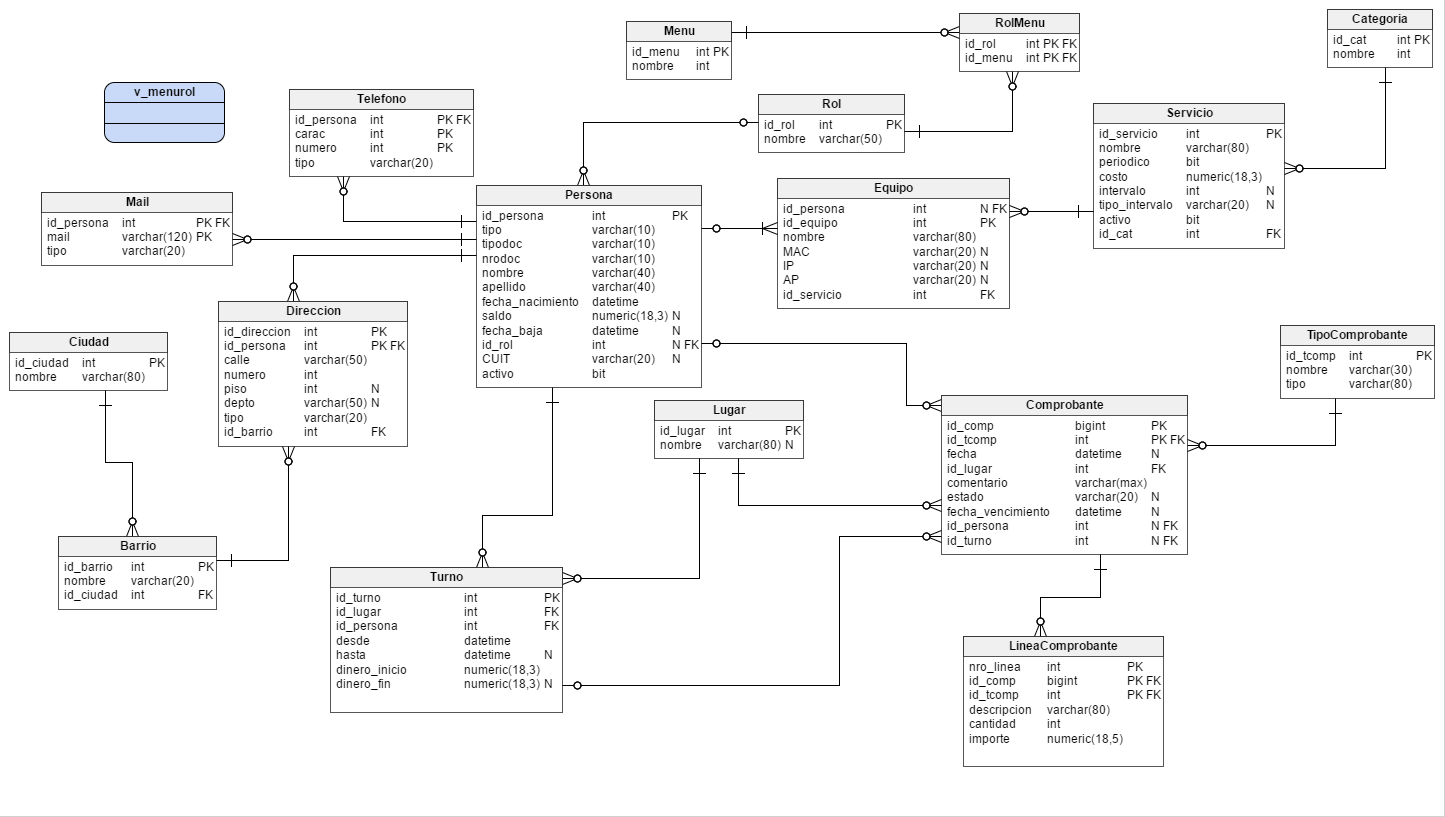 v_menurol
Telefono
id_persona int PK FK
carac int PK
numero int PK
tipo varchar(20)
Menu
id_menu int PK
nombre int
RolMenu
id_rol int PK FK
id_menu int PK FK
Categoria
id_cat int PK
nombre int
Rol
id_rol int PK
nombre varchar(50)
Servicio
id_servicio int PK
nombre varchar(80)
periodico bit
costo numeric(18,3)
intervalo int N
tipo_intervalo varchar(20) N
activo bit
id_cat int FK
Mail
id_persona int PK FK
mail varchar(120) PK
tipo varchar(20)
Persona
id_persona int PK
tipo varchar(10)
tipodoc varchar(10)
nrodoc varchar(10)
nombre varchar(40)
apellido varchar(40)
fecha_nacimiento datetime
saldo numeric(18,3) N
fecha_baja datetime N
id_rol int N FK
CUIT varchar(20) N
activo bit
Equipo
id_persona int N FK
id_equipo int PK
nombre varchar(80)
MAC varchar(20) N
IP varchar(20) N
AP varchar(20) N
id_servicio int FK
Direccion
id_direccion int PK
id_persona int PK FK
calle varchar(50)
numero int
piso int N
depto varchar(50) N
tipo varchar(20)
id_barrio int FK
Ciudad
id_ciudad int PK
nombre varchar(80)
TipoComprobante
id_tcomp int PK
nombre varchar(30)
tipo varchar(80)
Lugar
id_lugar int PK
nombre varchar(80) N
Comprobante
id_comp bigint PK
id_tcomp int PK FK
fecha datetime N
id_lugar int FK
comentario varchar(max)
estado varchar(20) N
fecha_vencimiento datetime N
id_persona int N FK
id_turno int N FK
Barrio
id_barrio int PK
nombre varchar(20)
id_ciudad int FK
Turno
id_turno int PK
id_lugar int FK
id_persona int FK
desde datetime
hasta datetime N
dinero_inicio numeric(18,3)
dinero_fin numeric(18,3) N
LineaComprobante
nro_linea int PK
id_comp bigint PK FK
id_tcomp int PK FK
descripcion varchar(80)
cantidad int
importe numeric(18,5)